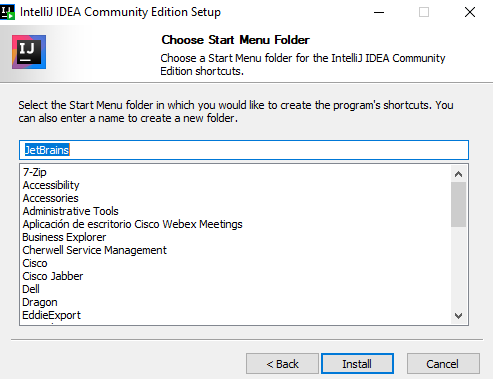 IntelliJ IDEA Community Edition Setup
IJ
Choose Start Menu Folder
Choose a Start Menu folder for the IntelliJ IDEA Community
Edition shortcuts.
Select the Start Menu folder in which you would like to create the program's shortcuts. You
can also enter a name to create a new folder.
JetBrains
7-Zip
Accessibility
Accessories
Administrative Tools
Aplicación de escritorio Cisco Webex Meetings
Business Explorer
Cherwell Service Management
Cisco
Cisco Jabber
Dell
Dragon
EddieExport
< Back
Install
Cancel